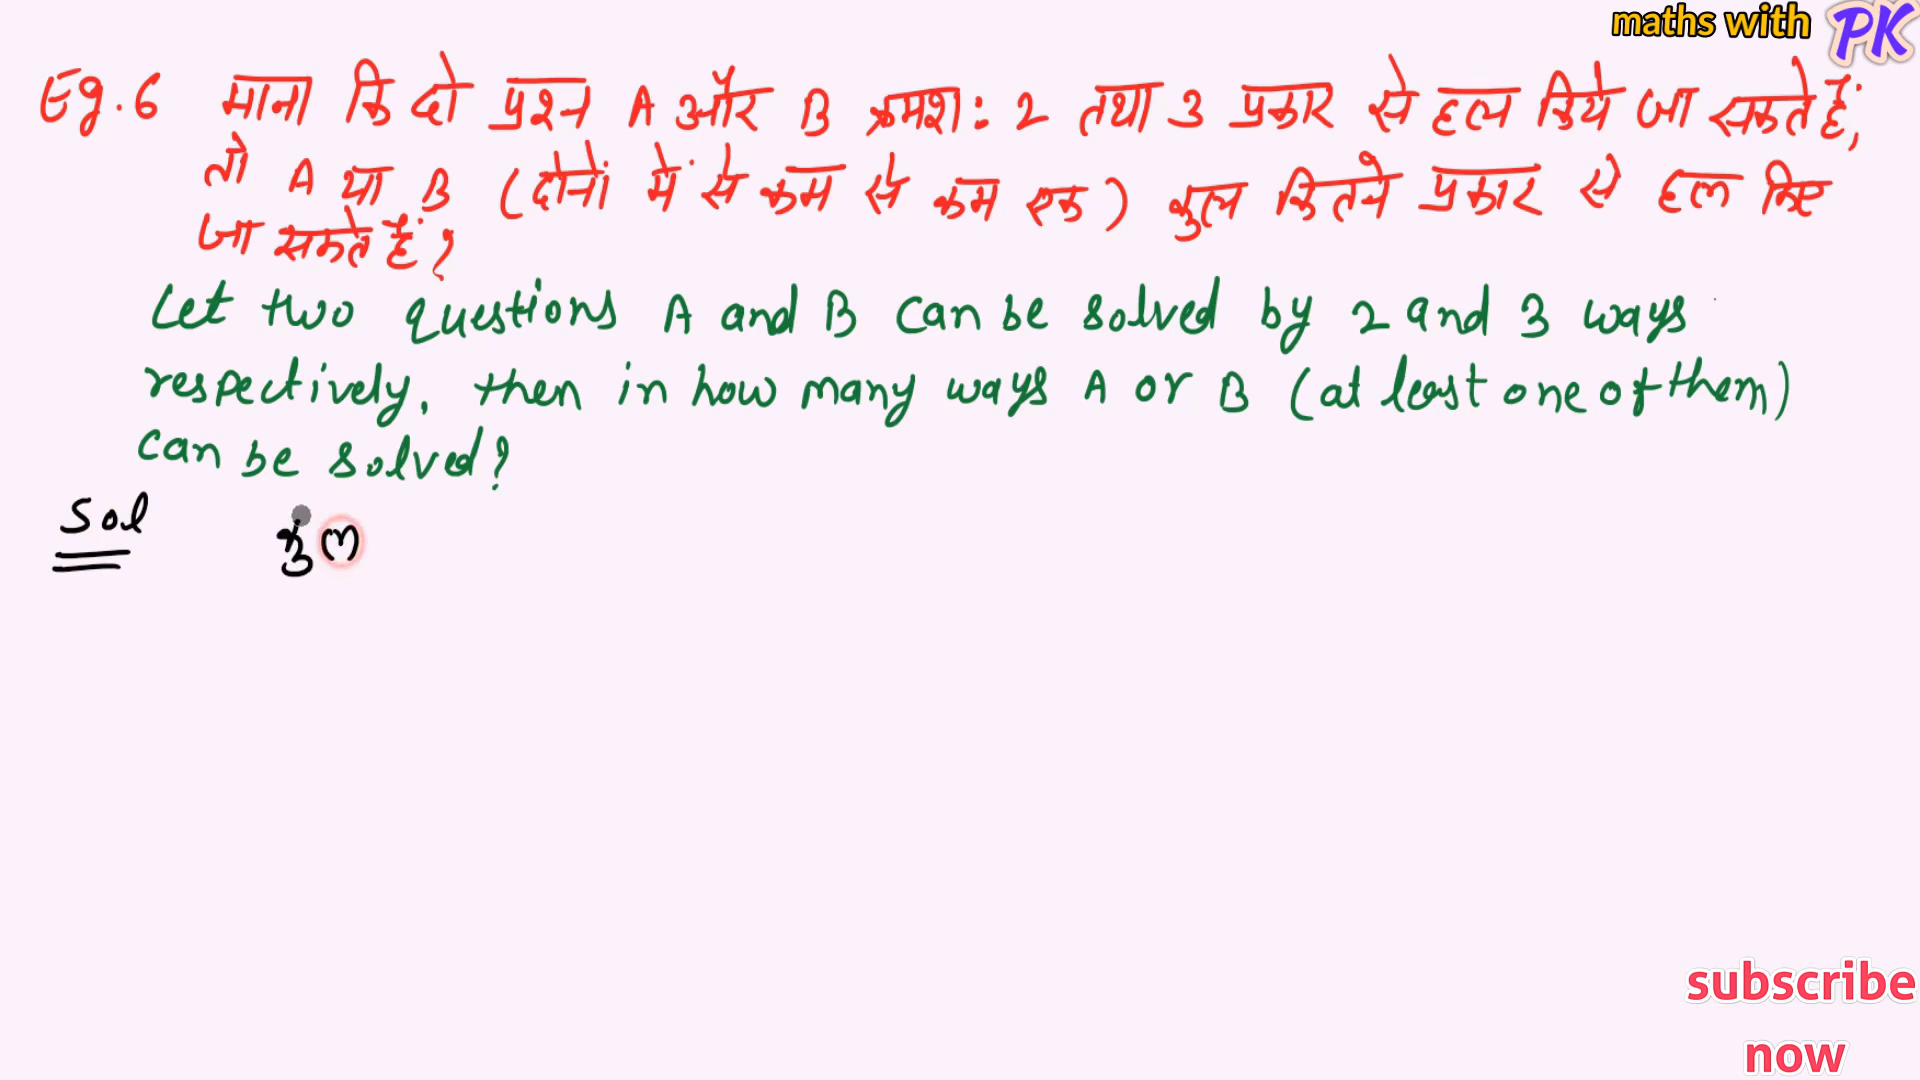 maths with PK
Eg.6 माना कि दो प्रश्न A और B क्रमश: 2 तथा 3 प्रकार से हल किये जा सकते हैं,
तो A या B (दोनों में से कम से कम एक) कुल कितने प्रकार से हल किए
जा सकते हैं?
Let two questions A and B can be solved by 2 and 3 ways
respectively, then in how many ways A or B (at least one of them)
can be solved?
Sol कुल
subscribe
now